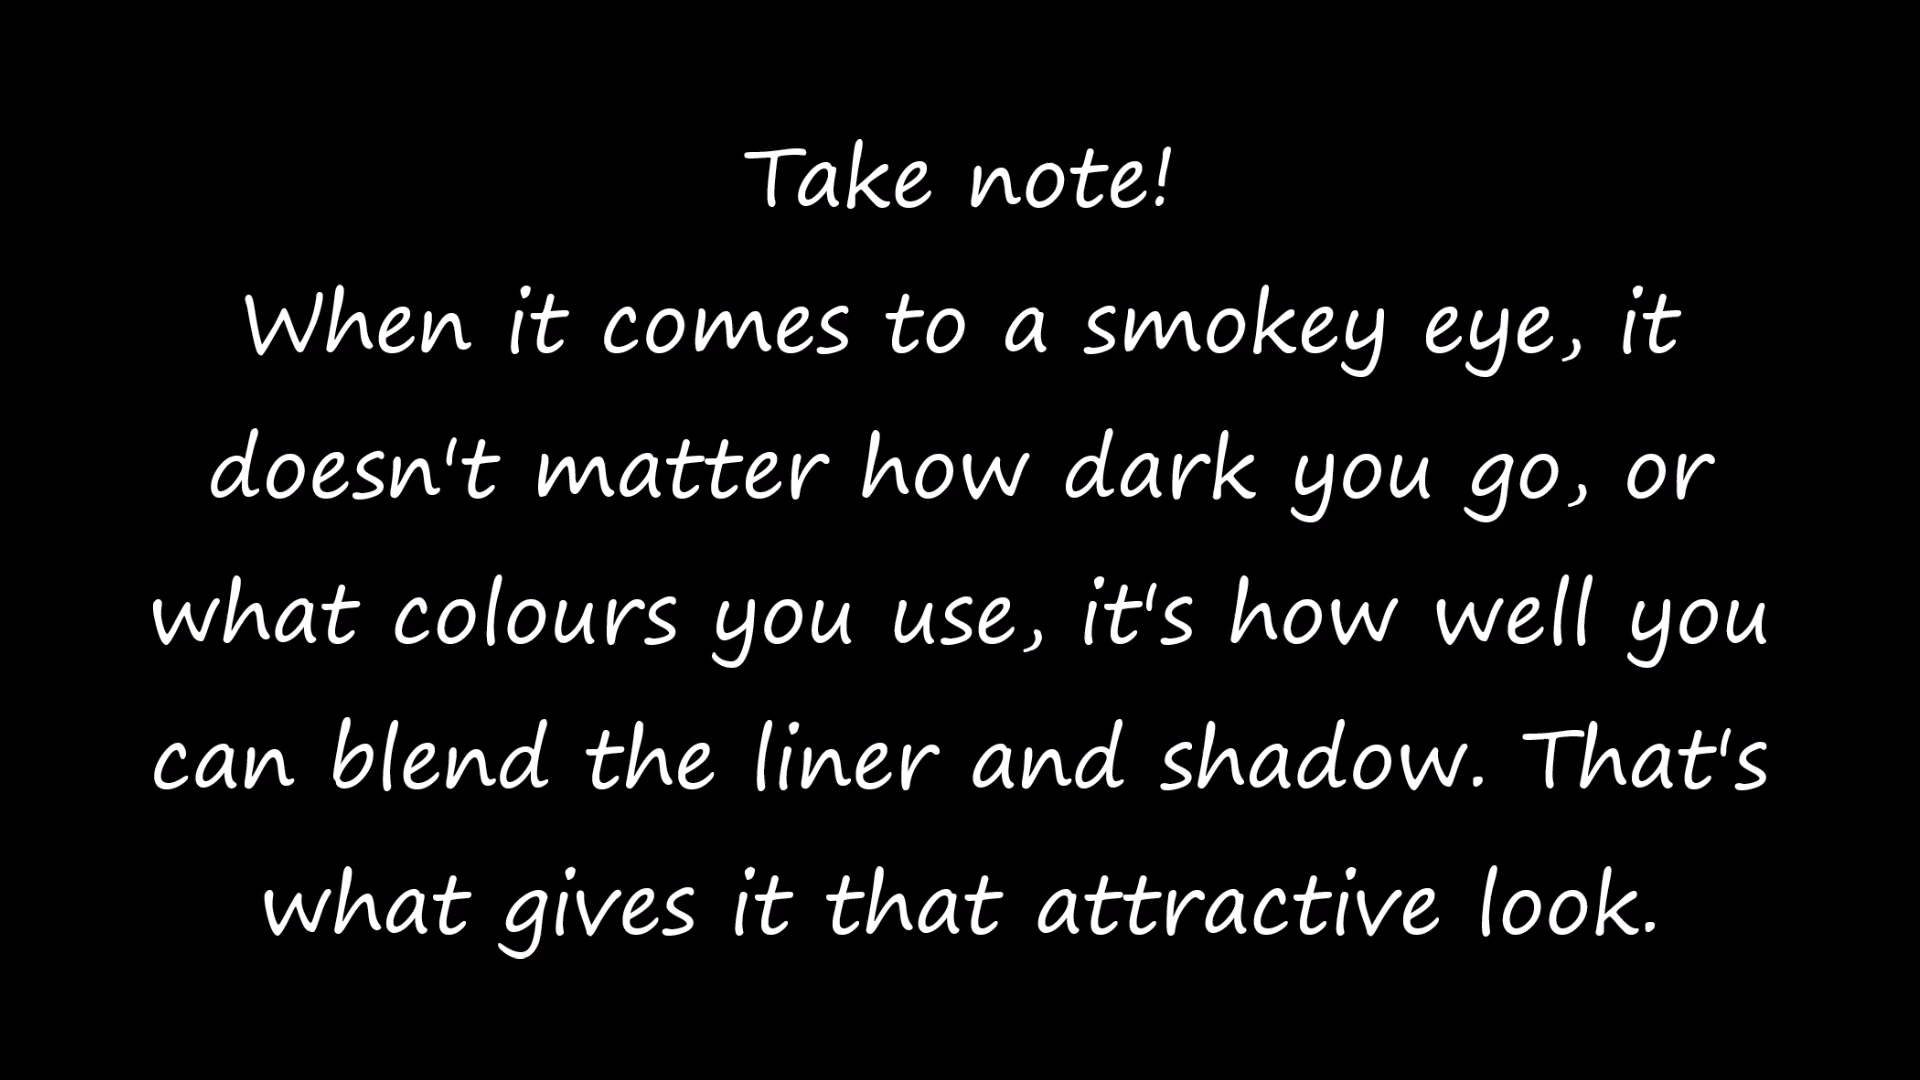 Take note!
When it comes to a smokey eye, it
doesn't matter how dark you go, or
what colours you use, it's how well you
can blend the liner and shadow. That's
what gives it that attractive look.